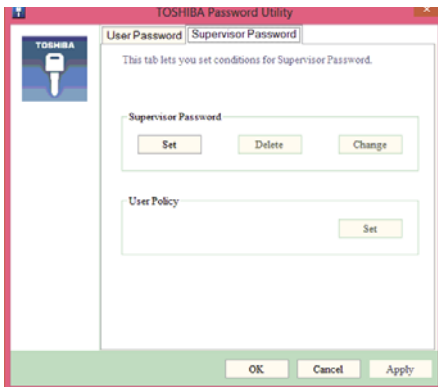 TOSHIBA Password Utility
TOSHIBA
User Password Supervisor Password
This tab lets you set conditions for Supervisor Password.
Supervisor Password
Set Delete Change
User Policy
Set
OK Cancel Apply